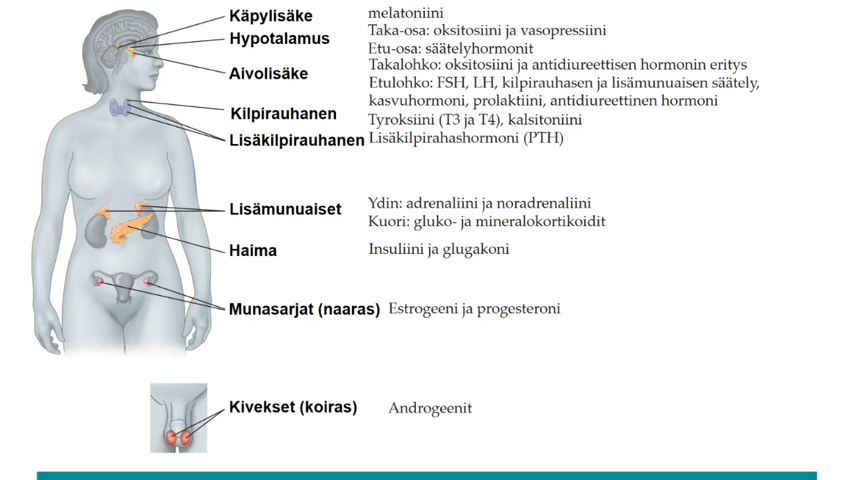 Käpylisäke melatoniini
Taka-osa: oksitosiini ja vasopressiini
Hypotalamus
Etu-osa: säätelyhormonit
Takalohko: oksitosiini ja antidiureettisen hormonin eritys
Aivolisäke
Etulohko: FSH, LH, kilpirauhasen ja lisämunuaisen säätely,
kasvuhormoni, prolaktiini, antidiureettinen hormoni
Kilpirauhanen
Tyroksiini (T3 ja T4), kalsitoniini
Lisäkilpirauhanen Lisäkilpirahashormoni (PTH)
Lisämunuaiset
Ydin: adrenaliini ja noradrenaliini
Kuori: gluko- ja mineralokortikoidit
Haima Insuliini ja glugakoni
Munasarjat (naaras) Estrogeeni ja progesteroni
Kivekset (koiras) Androgeenit